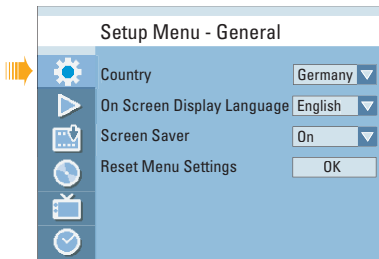 Setup Menu - General
Country Germany
On Screen Display Language English
Screen Saver On
Reset Menu Settings OK